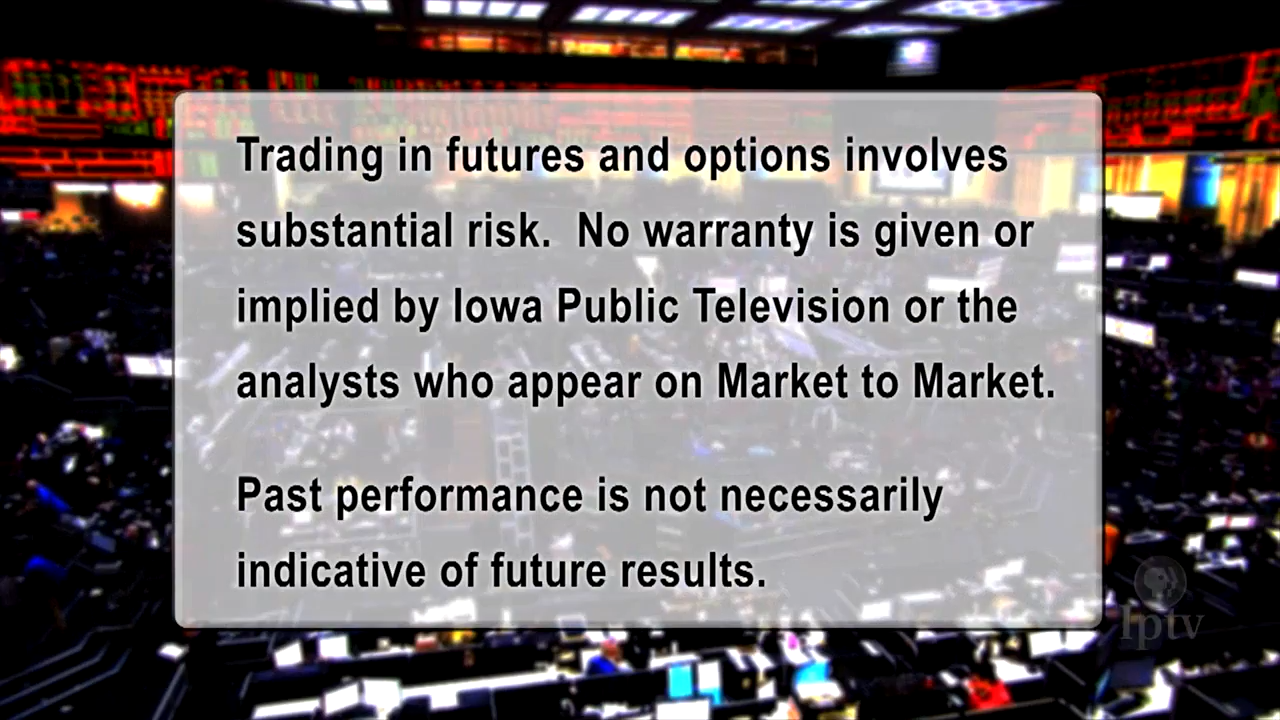 Trading in futures and options involves
substantial risk.  No warranty is given or
implied by Iowa Public Television or the
analysts who appear on Market to Market.
Past performance is not necessarily
indicative of future results.
Iptv